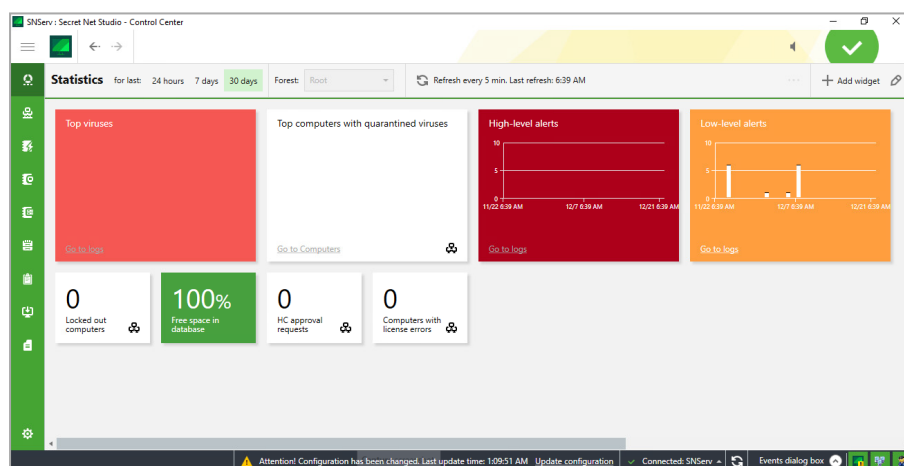 SNServ : Secret Net Studio - Control Center
Statistics for last: 24 hours 7 days 30 days Forest: Root Refresh every 5 min. Last refresh: 6:39 AM Add widget
Top viruses
Go to logs
Top computers with quarantined viruses
Go to Computers
High-level alerts
10
5
0
11/22 6:39 AM 12/7 6:39 AM 12/21 6:39 AM
Go to logs
Low-level alerts
10
5
0
11/22 6:39 AM 12/7 6:39 AM 12/21 6:39 AM
Go to logs
0
Locked out
computers
100%
Free space in
database
0
HC approval
requests
0
Computers with
license errors
Attention! Configuration has been changed. Last update time: 1:09:51 AM Update configuration Connected: SNServ Events dialog box